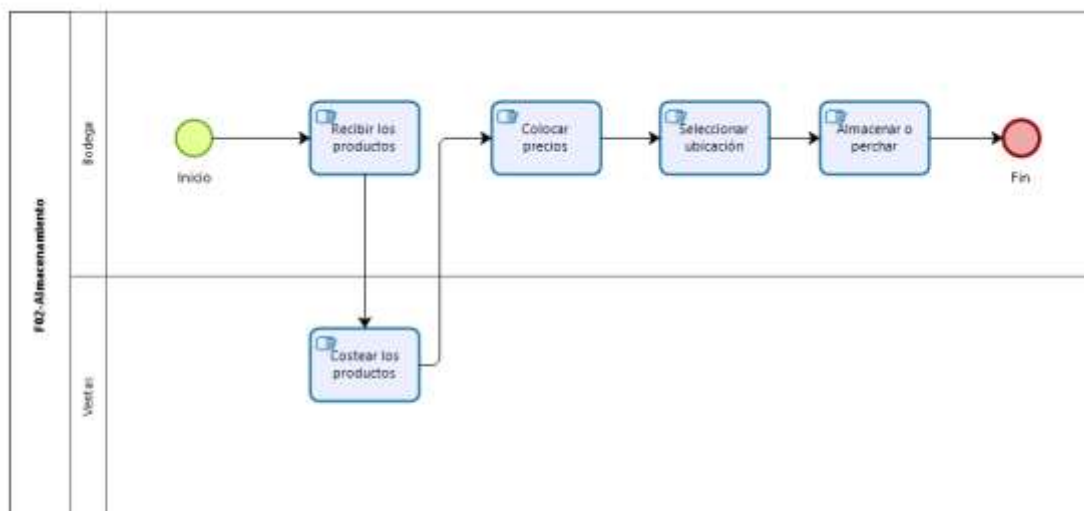 F02-Almacenamiento
Bodega
Inicio
Recibir los
productos
Colocar
precios
Seleccionar
ubicación
Almacenar o
perchar
Fin
Ventas
Costear los
productos